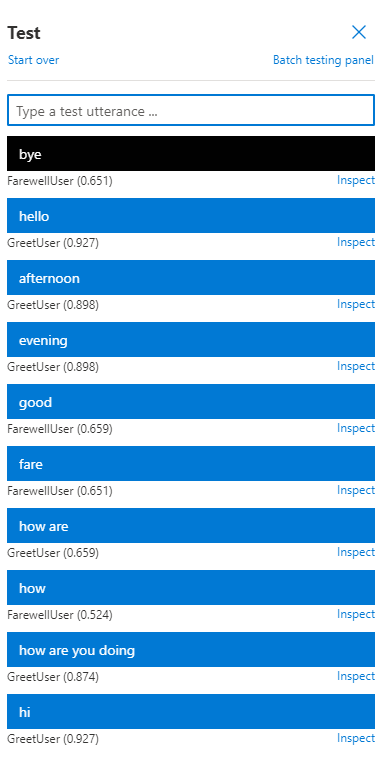 Test
Start over
Batch testing panel
Type a test utterance ...
bye
FarewellUser (0.651)
Inspect
hello
GreetUser (0.927)
Inspect
afternoon
GreetUser (0.898)
Inspect
evening
GreetUser (0.898)
Inspect
good
FarewellUser (0.659)
Inspect
fare
FarewellUser (0.651)
Inspect
how are
GreetUser (0.659)
Inspect
how
FarewellUser (0.524)
Inspect
how are you doing
GreetUser (0.874)
Inspect
hi
GreetUser (0.927)
Inspect